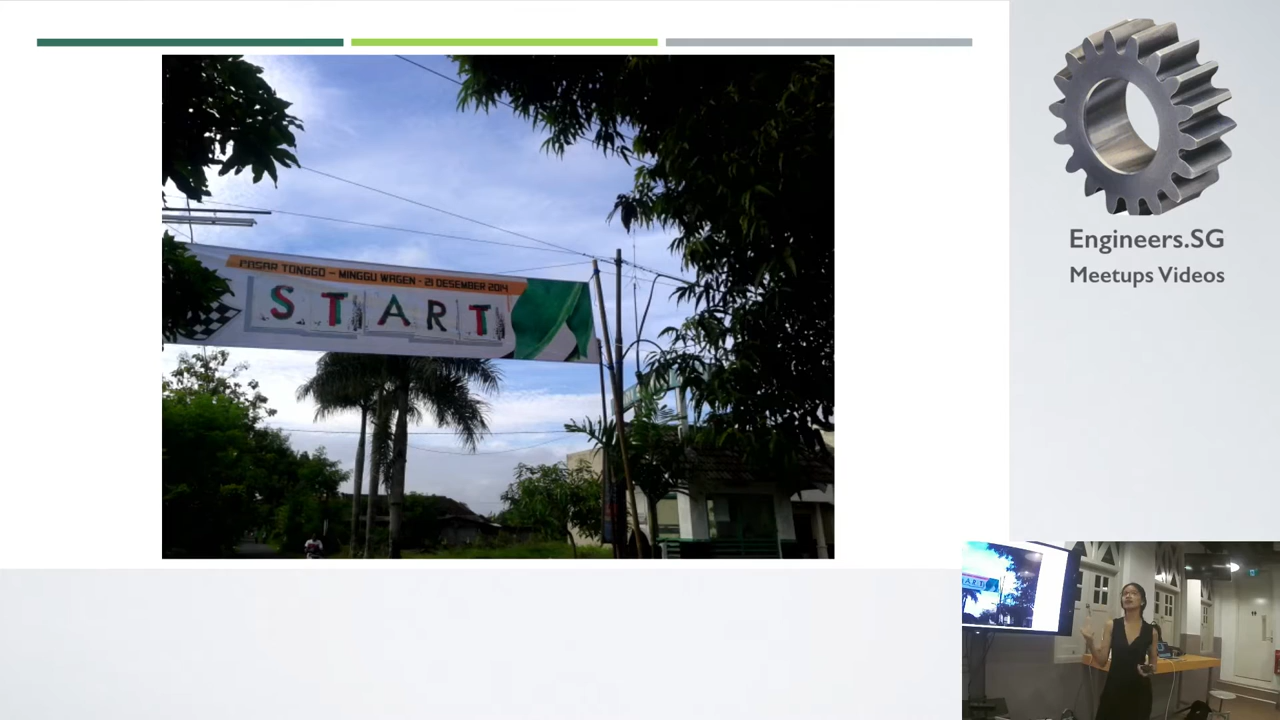 PASAR TONGGO – MINGGU WAGEN - 21 DESEMBER 2014
START
Engineers.SG
Meetups Videos